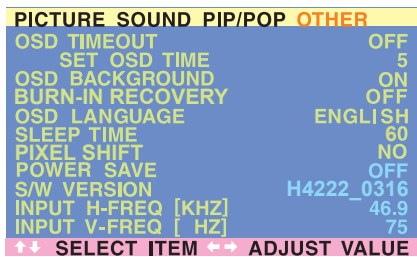 PICTURE SOUND PIP/POP OTHER
OSD TIMEOUT OFF
SET OSD TIME 5
OSD BACKGROUND ON
BURN-IN RECOVERY OFF
OSD LANGUAGE ENGLISH
SLEEP TIME 60
PIXEL SHIFT NO
POWER SAVE OFF
S/W VERSION H4222_0316
INPUT H-FREQ [KHZ] 46.9
INPUT V-FREQ [ HZ] 75
↑↓ SELECT ITEM ←→ ADJUST VALUE